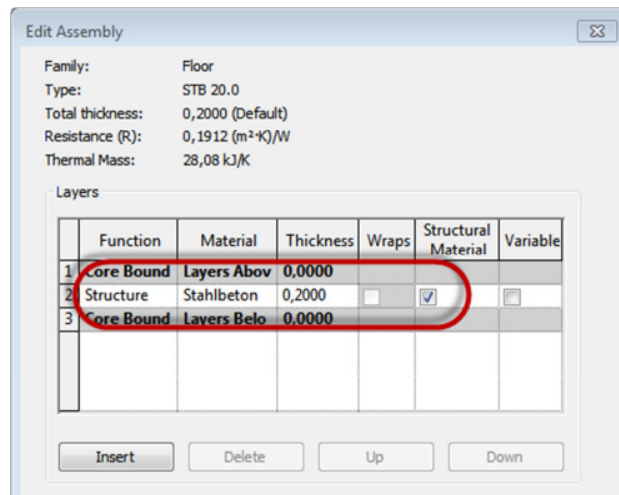 Edit Assembly
Family: Floor
Type: STB 20.0
Total thickness: 0,2000 (Default)
Resistance (R): 0,1912 (m²·K)/W
Thermal Mass: 28,08 kJ/K
Layers
Function Material Thickness Wraps Structural Material Variable
1 Core Bound Layers Abov 0,0000
2 Structure Stahlbeton 0,2000
3 Core Bound Layers Belo 0,0000
Insert Delete Up Down